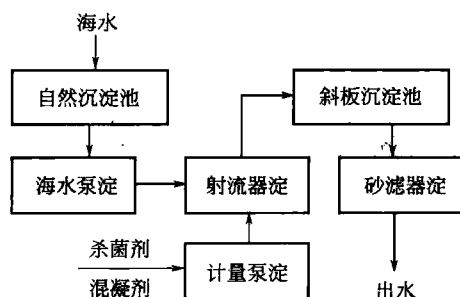 海水
自然沉淀池
斜板沉淀池
海水泵淀
射流器淀
砂滤器淀
杀菌剂
混凝剂
计量泵淀
出水